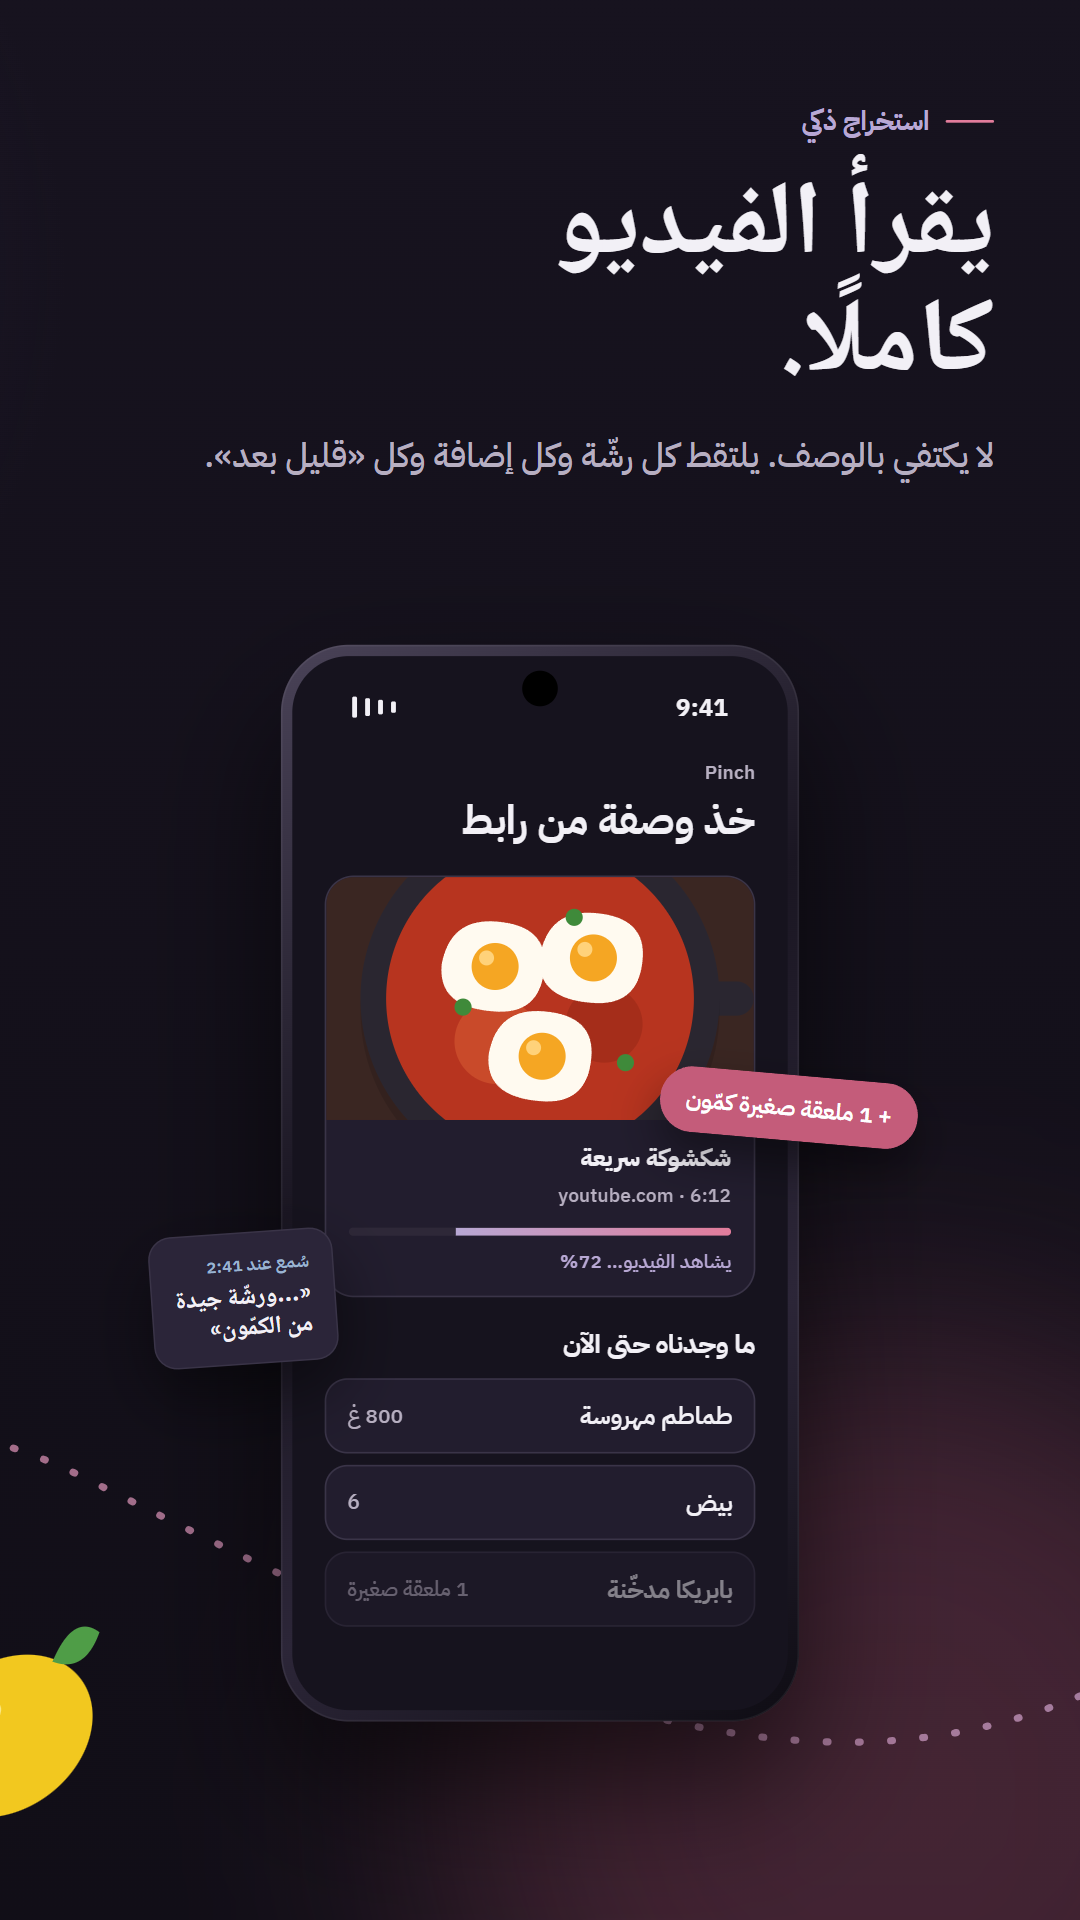 استخراج ذكي
يقرأ الفيديو
كاملًا.
لا يكتفي بالوصف. يلتقط كل رشّة وكل إضافة وكل «قليل بعد».
9:41
Pinch
خذ وصفة من رابط
+ 1 ملعقة صغيرة كمّون
شكشوكة سريعة
youtube.com · 6:12
يشاهد الفيديو... 72%
سُمع عند 2:41
«...ورشّة جيدة
من الكمّون»
ما وجدناه حتى الآن
طماطم مهروسة 800 غ
بيض 6
بابريكا مدخّنة 1 ملعقة صغيرة